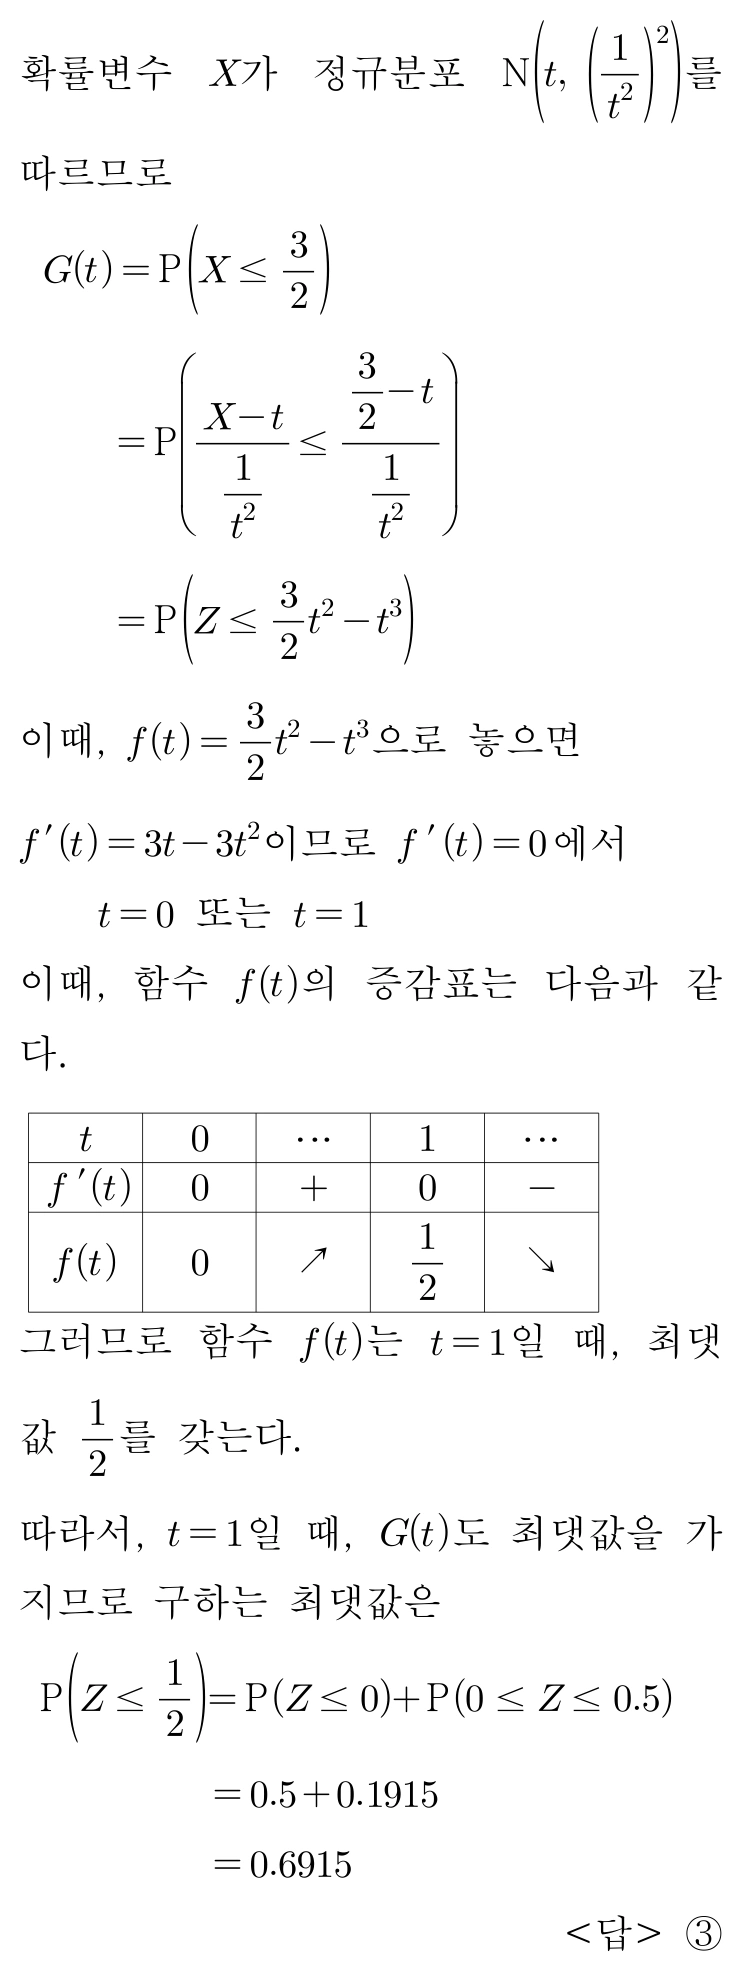 확률변수 X가 정규분포 N(t, (1/t²)²)를
따르므로
G(t) = P(X ≤ 3/2)
= P((X−t)/(1/t²) ≤ (3/2−t)/(1/t²))
= P(Z ≤ 3/2 t² − t³)
이때, f(t) = 3/2 t² − t³으로 놓으면
f′(t) = 3t − 3t²이므로 f′(t) = 0에서
t = 0 또는 t = 1
이때, 함수 f(t)의 증감표는 다음과 같
다.
t 0 ⋯ 1 ⋯
f′(t) 0 + 0 −
f(t) 0 ↗ 1/2 ↘
그러므로 함수 f(t)는 t = 1일 때, 최댓
값 1/2를 갖는다.
따라서, t = 1일 때, G(t)도 최댓값을 가
지므로 구하는 최댓값은
P(Z ≤ 1/2) = P(Z ≤ 0) + P(0 ≤ Z ≤ 0.5)
= 0.5 + 0.1915
= 0.6915
<답> ③